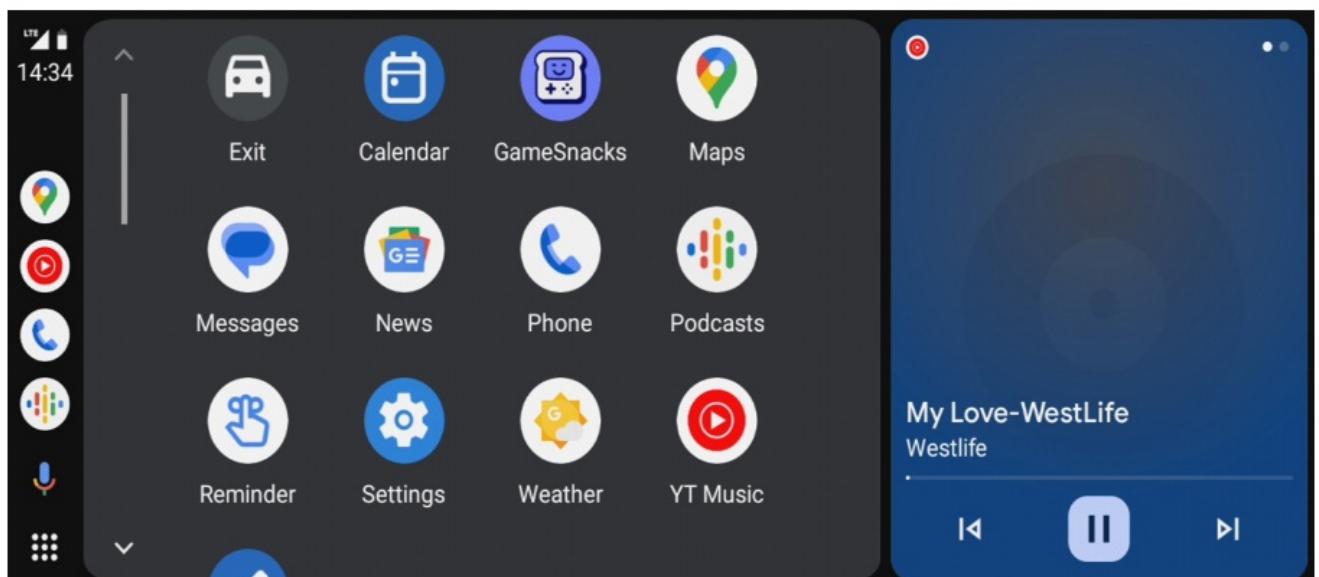 LTE
14:34
Exit
Calendar
GameSnacks
Maps
Messages
News
Phone
Podcasts
Reminder
Settings
Weather
YT Music
My Love-WestLife
Westlife